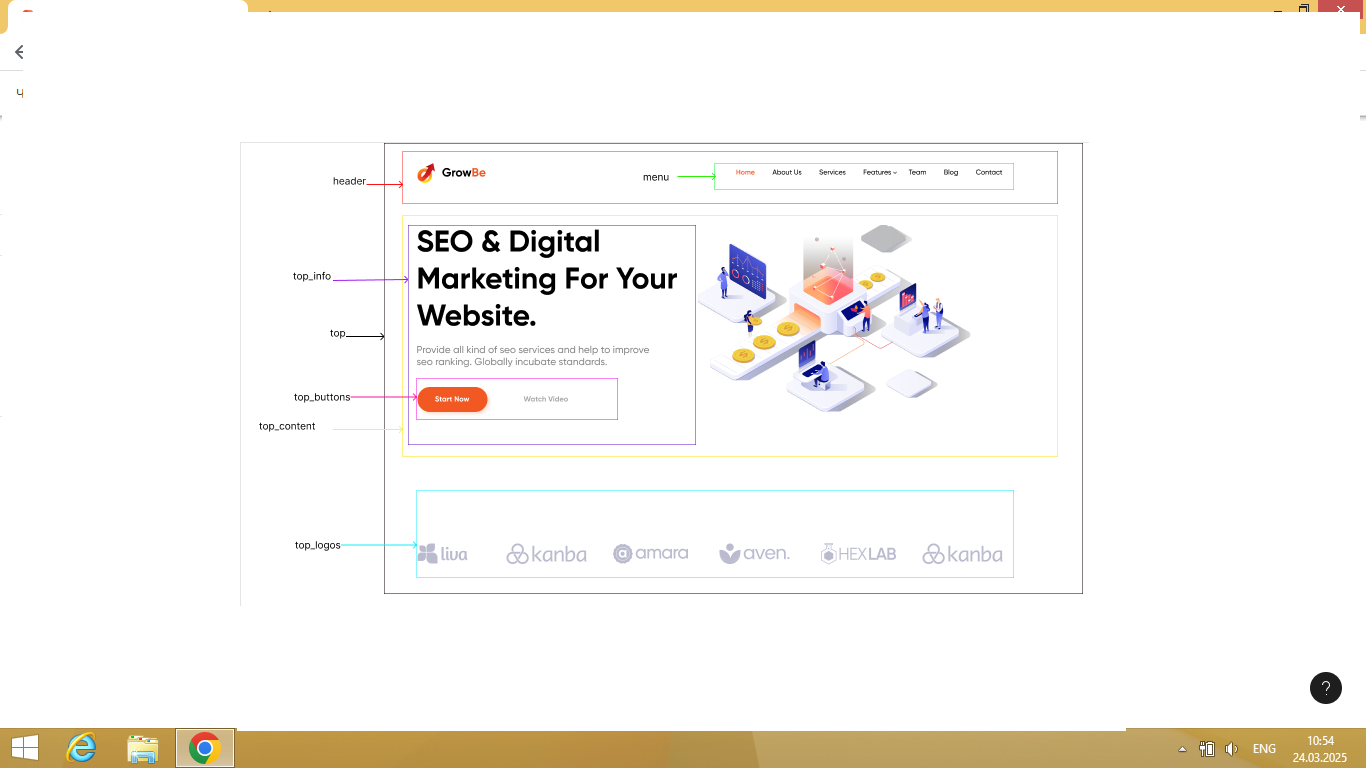 GrowBe
header
menu
Home About Us Services Features Team Blog Contact
SEO & Digital
Marketing For Your
Website.
top_info
top
Provide all kind of seo services and help to improve
seo ranking. Globally incubate standards.
top_buttons
Start Now Watch Video
top_content
top_logos
liva kanba amara aven. HEXLAB kanba
?
ENG
10:54
24.03.2025